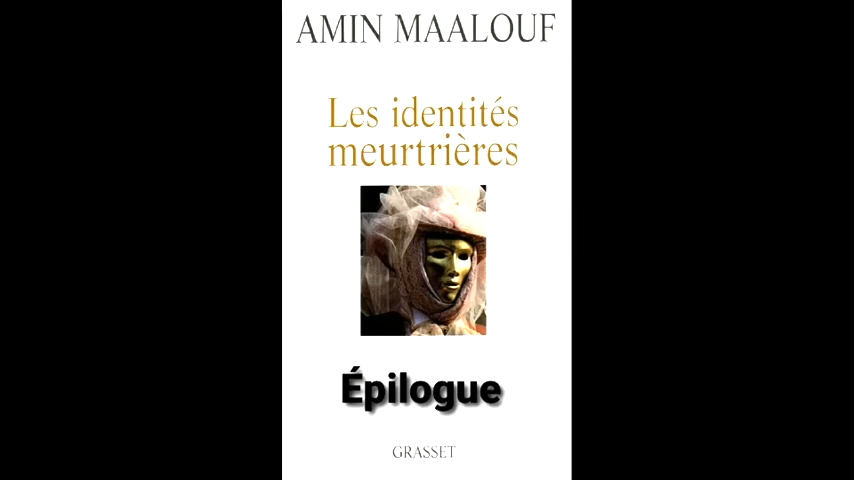 AMIN MAALOUF
Les identités
meurtrières
Épilogue
GRASSET